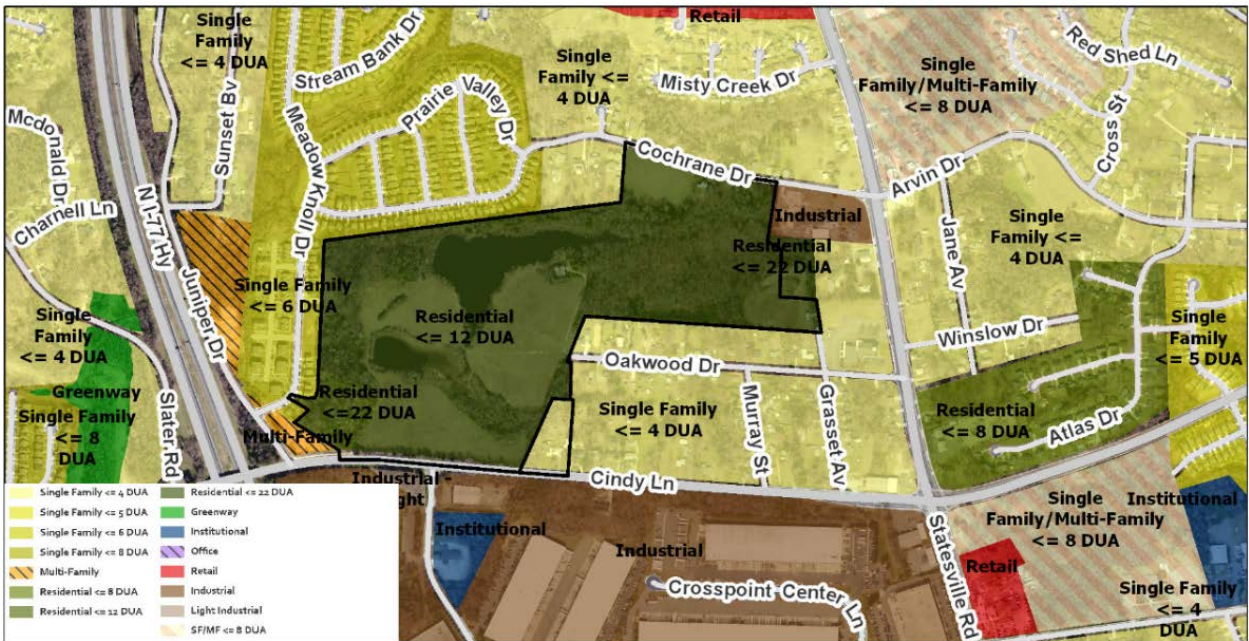 Single
Family
<= 4 DUA
Stream Bank Dr
Single
Family <=
4 DUA
Retail
Misty Creek Dr
Single
Family/Multi-Family
<= 8 DUA
Red Shed Ln
Cross St
Mcdonald Dr
Sunset Bv
Meadow Knoll Dr
Prairie Valley Dr
Cochrane Dr
Arvin Dr
Charnell Ln
N I-77 Hy
Juniper Dr
Industrial
Residential
<= 22 DUA
Jane Av
Single
Family <=
4 DUA
Single Family
<= 6 DUA
Residential
<= 12 DUA
Single
Family
<= 4 DUA
Greenway
Single Family
<= 8
DUA
Slater Rd
Winslow Dr
Single
Family
<= 5 DUA
Oakwood Dr
Residential
<=22 DUA
Multi-Family
Single Family
<= 4 DUA
Murray St
Grasset Av
Residential
<= 8 DUA
Atlas Dr
Cindy Ln
Industrial -
ght
Institutional
Industrial
Crosspoint Center Ln
Statesville Rd
Single
Family/Multi-Family
<= 8 DUA
Institutional
Retail
Single Family
<= 4
DUA
Single Family <= 4 DUA
Single Family <= 5 DUA
Single Family <= 6 DUA
Single Family <= 8 DUA
Multi-Family
Residential <= 8 DUA
Residential <= 12 DUA
Residential <= 22 DUA
Greenway
Institutional
Office
Retail
Industrial
Light Industrial
SF/MF <= 8 DUA